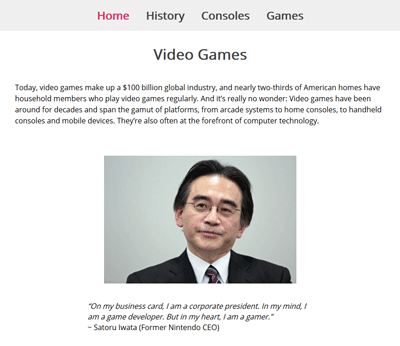 Home History Consoles Games
Video Games
Today, video games make up a $100 billion global industry, and nearly two-thirds of American homes have
household members who play video games regularly. And it's really no wonder: Video games have been
around for decades and span the gamut of platforms, from arcade systems to home consoles, to handheld
consoles and mobile devices. They're also often at the forefront of computer technology.
“On my business card, I am a corporate president. In my mind, I
am a game developer. But in my heart, I am a gamer.”
~ Satoru Iwata (Former Nintendo CEO)